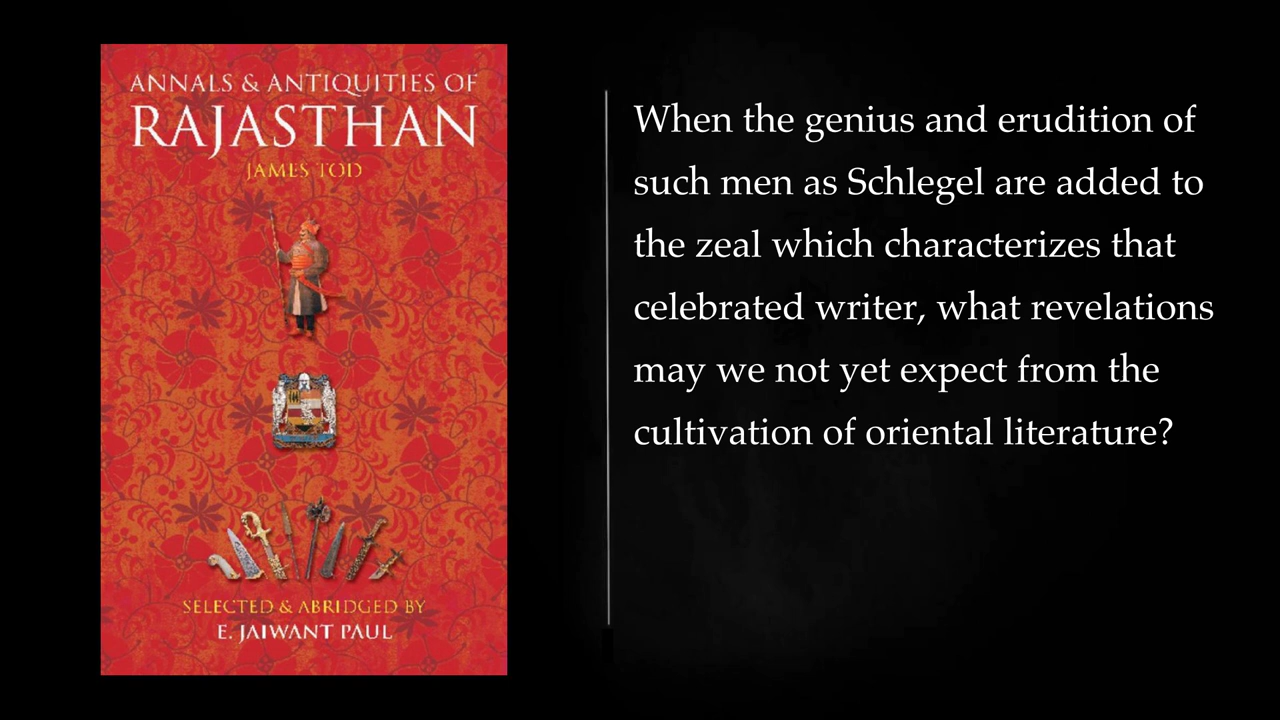 ANNALS & ANTIQUITIES OF
RAJASTHAN
JAMES TOD
SELECTED & ABRIDGED BY
E. JAIWANT PAUL
When the genius and erudition of
such men as Schlegel are added to
the zeal which characterizes that
celebrated writer, what revelations
may we not yet expect from the
cultivation of oriental literature?